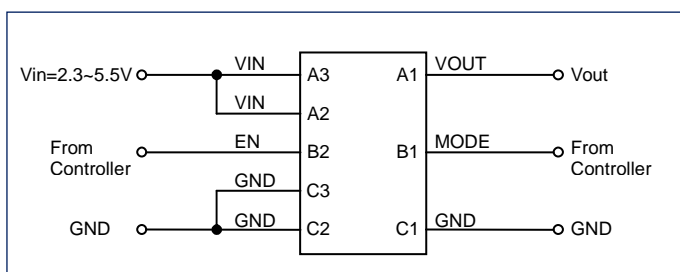 VIN
VOUT
Vin=2.3~5.5V
A3
A1
Vout
VIN
A2
EN
MODE
From
Controller
B2
B1
From
Controller
GND
C3
GND
GND
GND
C2
C1
GND